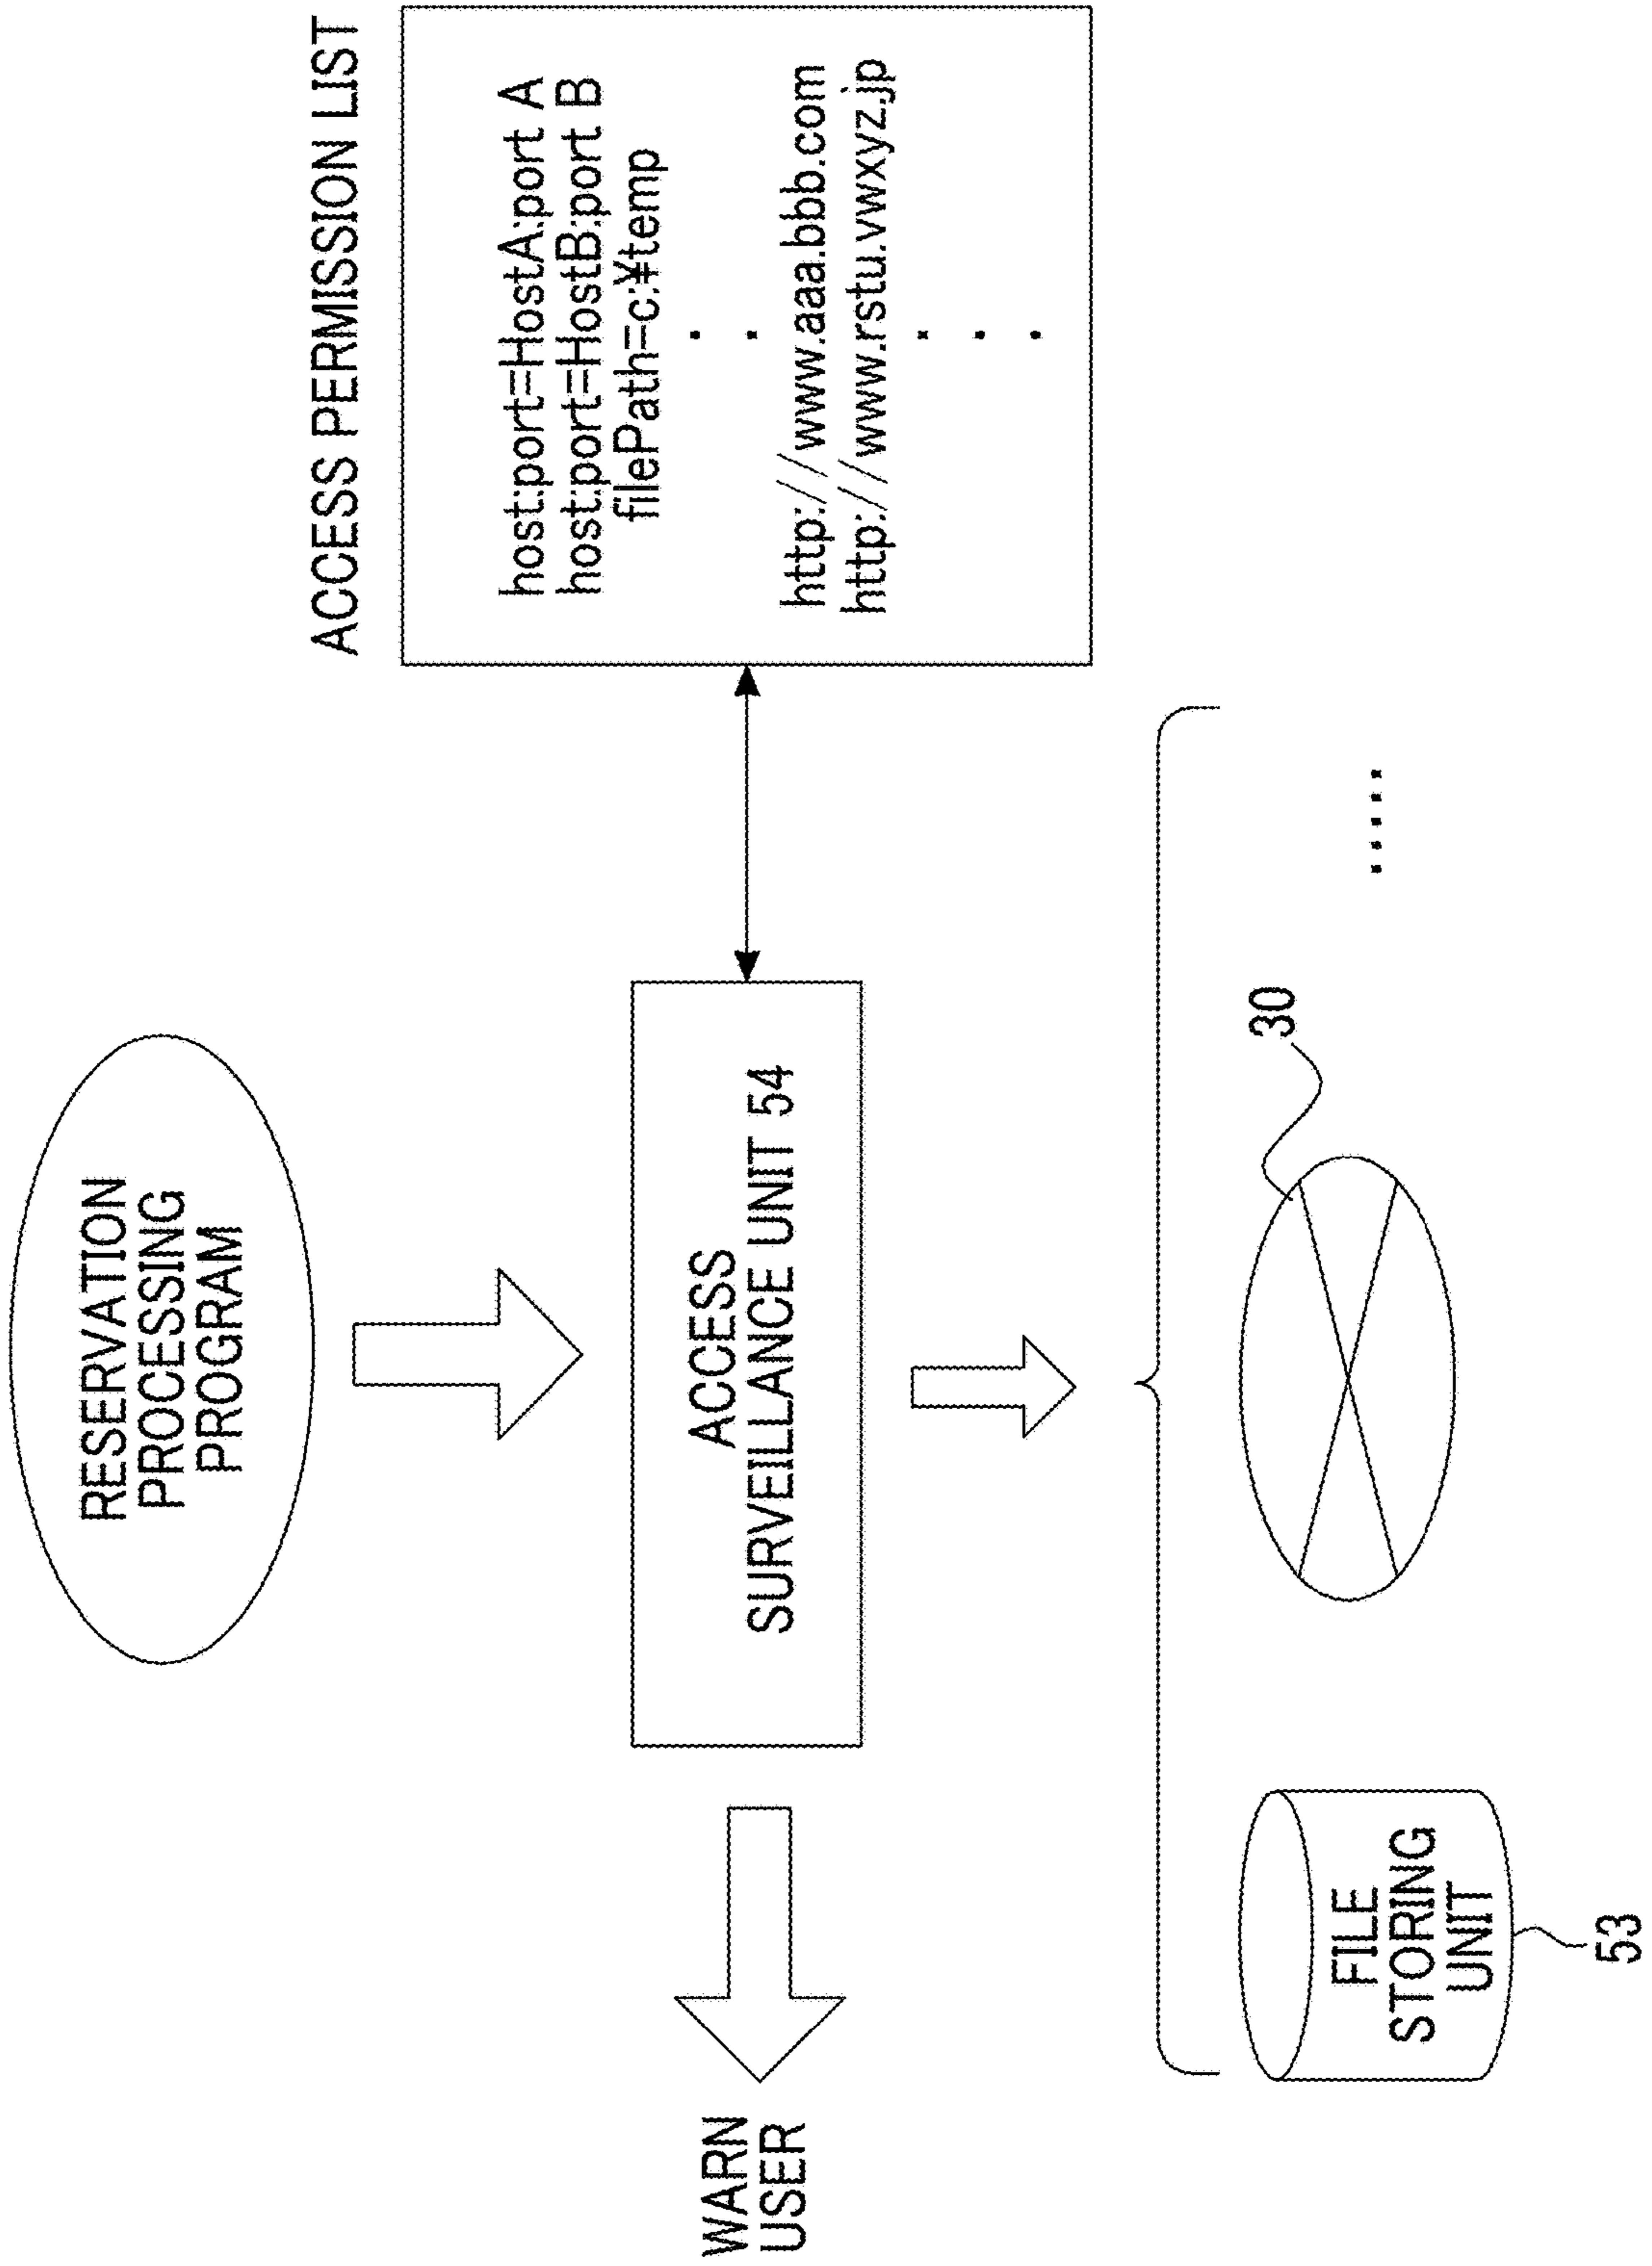 RESERVATION
PROCESSING
PROGRAM
ACCESS PERMISSION LIST
host:port=HostA:port A
host:port=HostB:port B
filePath=c:¥temp
.
.
http://www.aaa.bbb.com
http://www.rstu.vwxyz.jp
.
.
.
WARN
USER
ACCESS
SURVEILLANCE UNIT 54
FILE
STORING
UNIT
53
30
.....